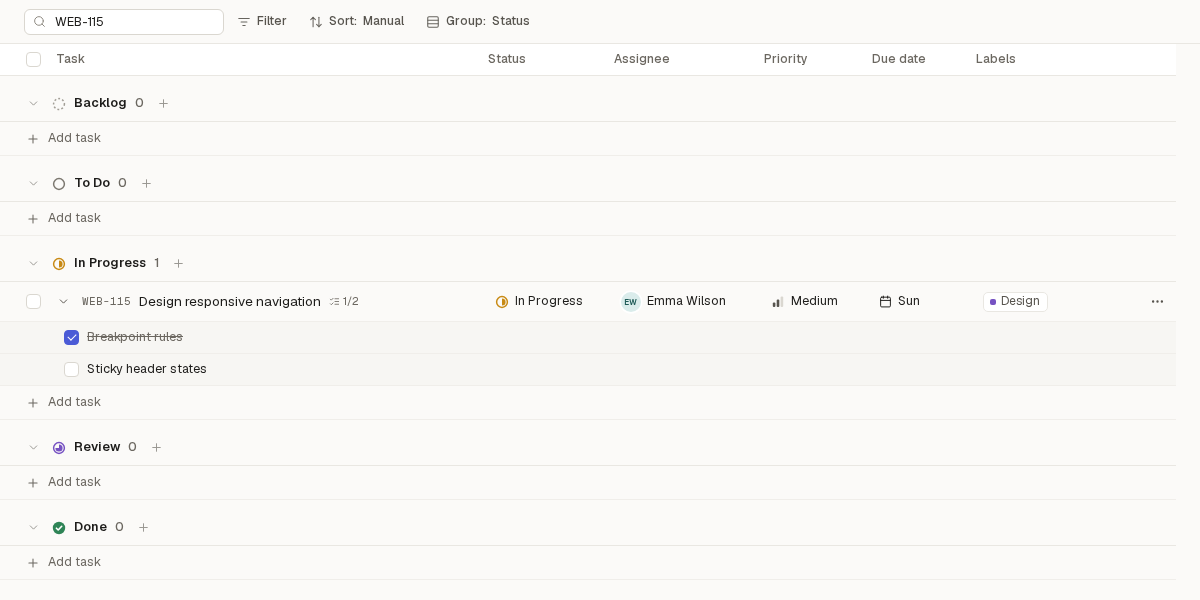 WEB-115 Filter Sort: Manual Group: Status
Task Status Assignee Priority Due date Labels
Backlog 0
Add task
To Do 0
Add task
In Progress 1
WEB-115 Design responsive navigation 1/2 In Progress EW Emma Wilson Medium Sun Design
Breakpoint rules
Sticky header states
Add task
Review 0
Add task
Done 0
Add task